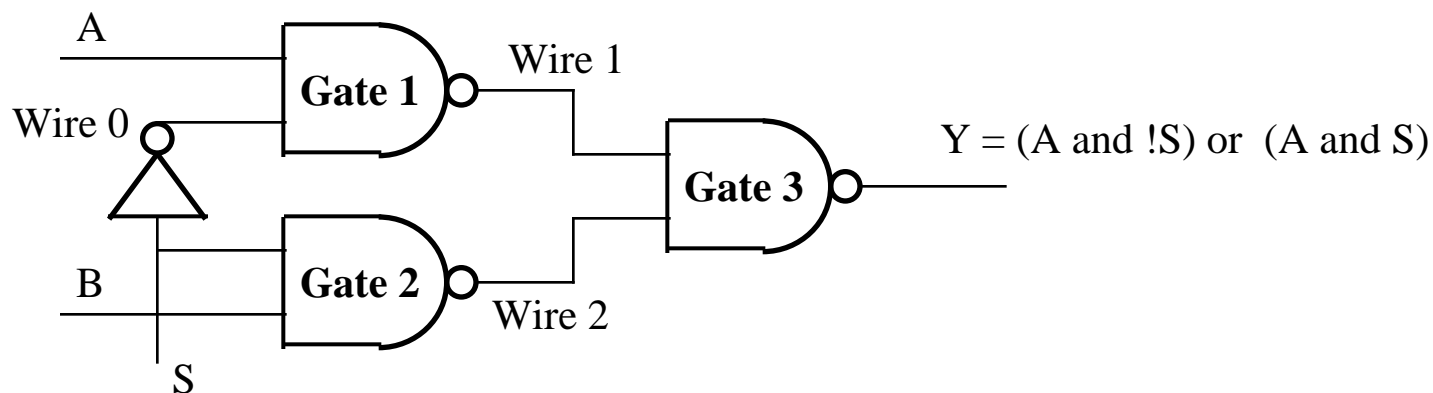 A
Gate 1
Wire 1
Wire 0
Y = (A and !S) or (A and S)
Gate 3
B
Gate 2
Wire 2
S